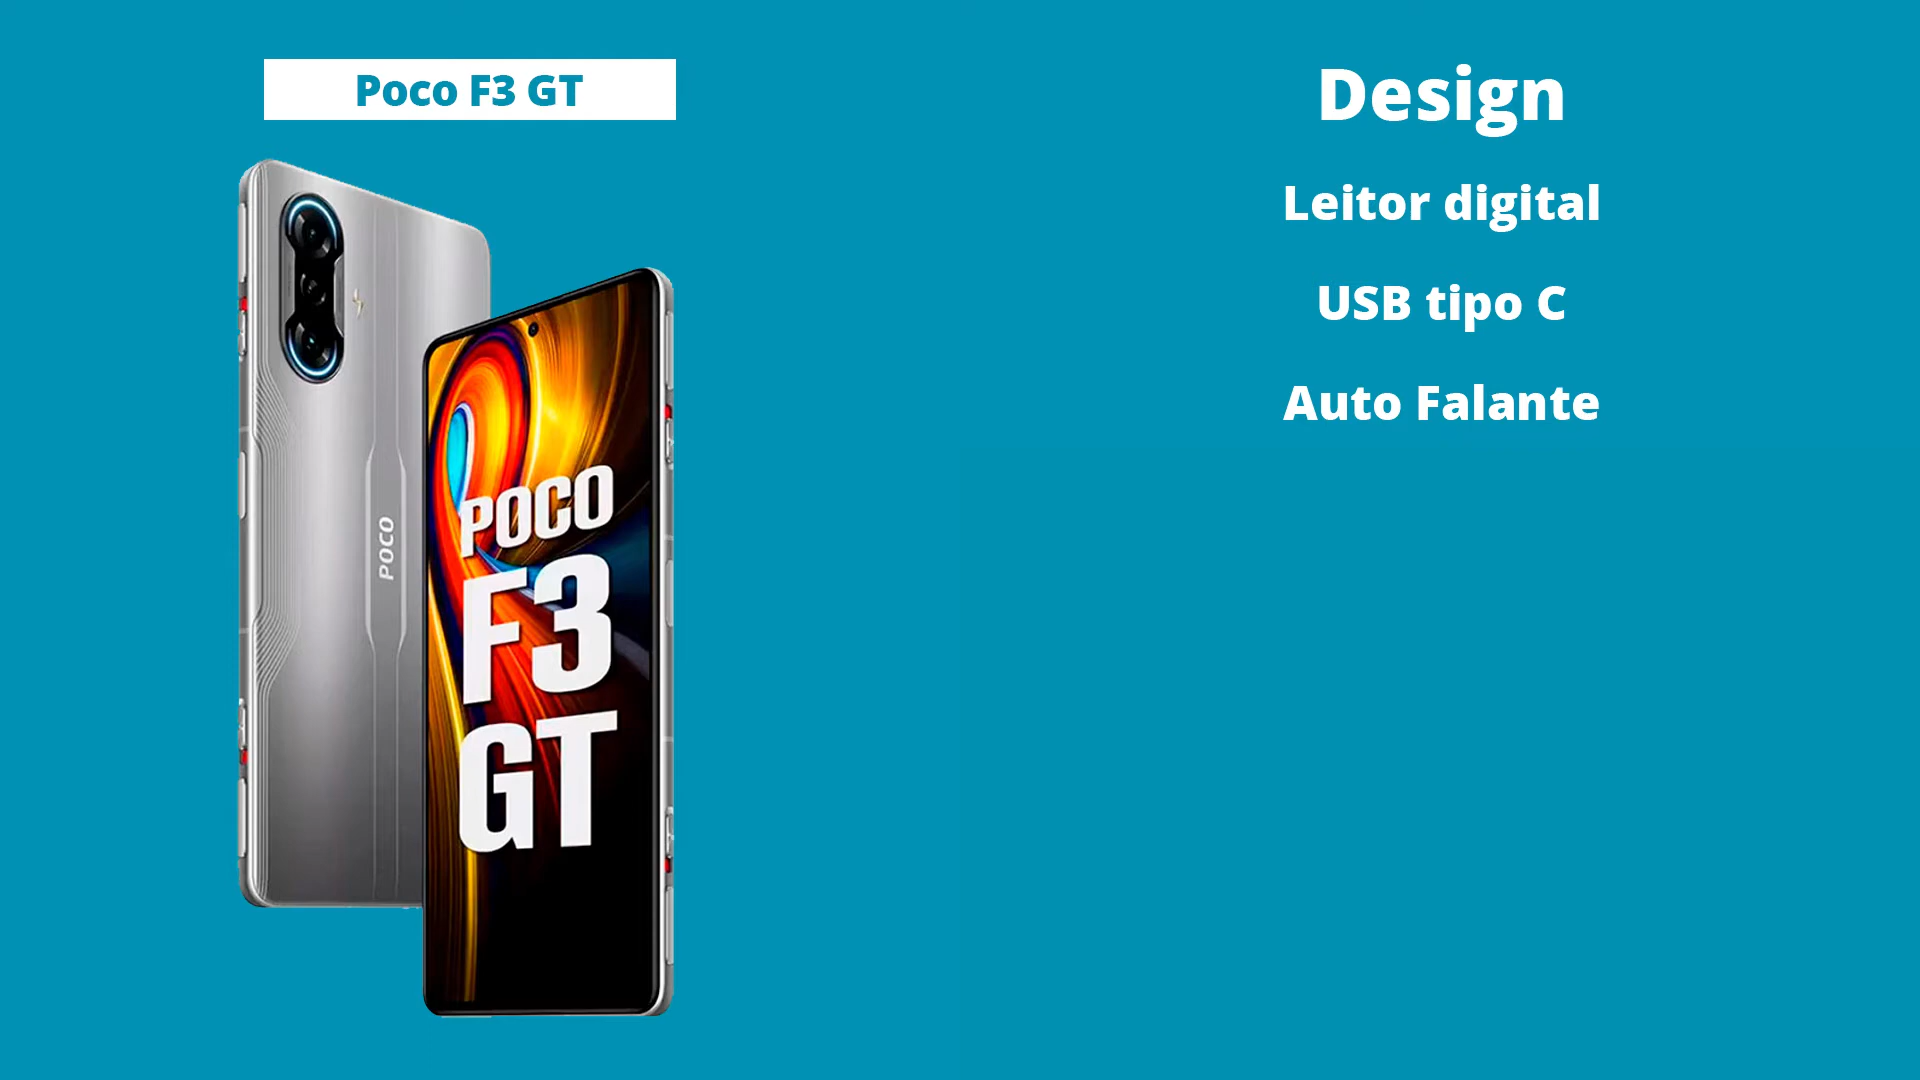 Poco F3 GT
POCO
POCO
F3
GT
Design
Leitor digital
USB tipo C
Auto Falante